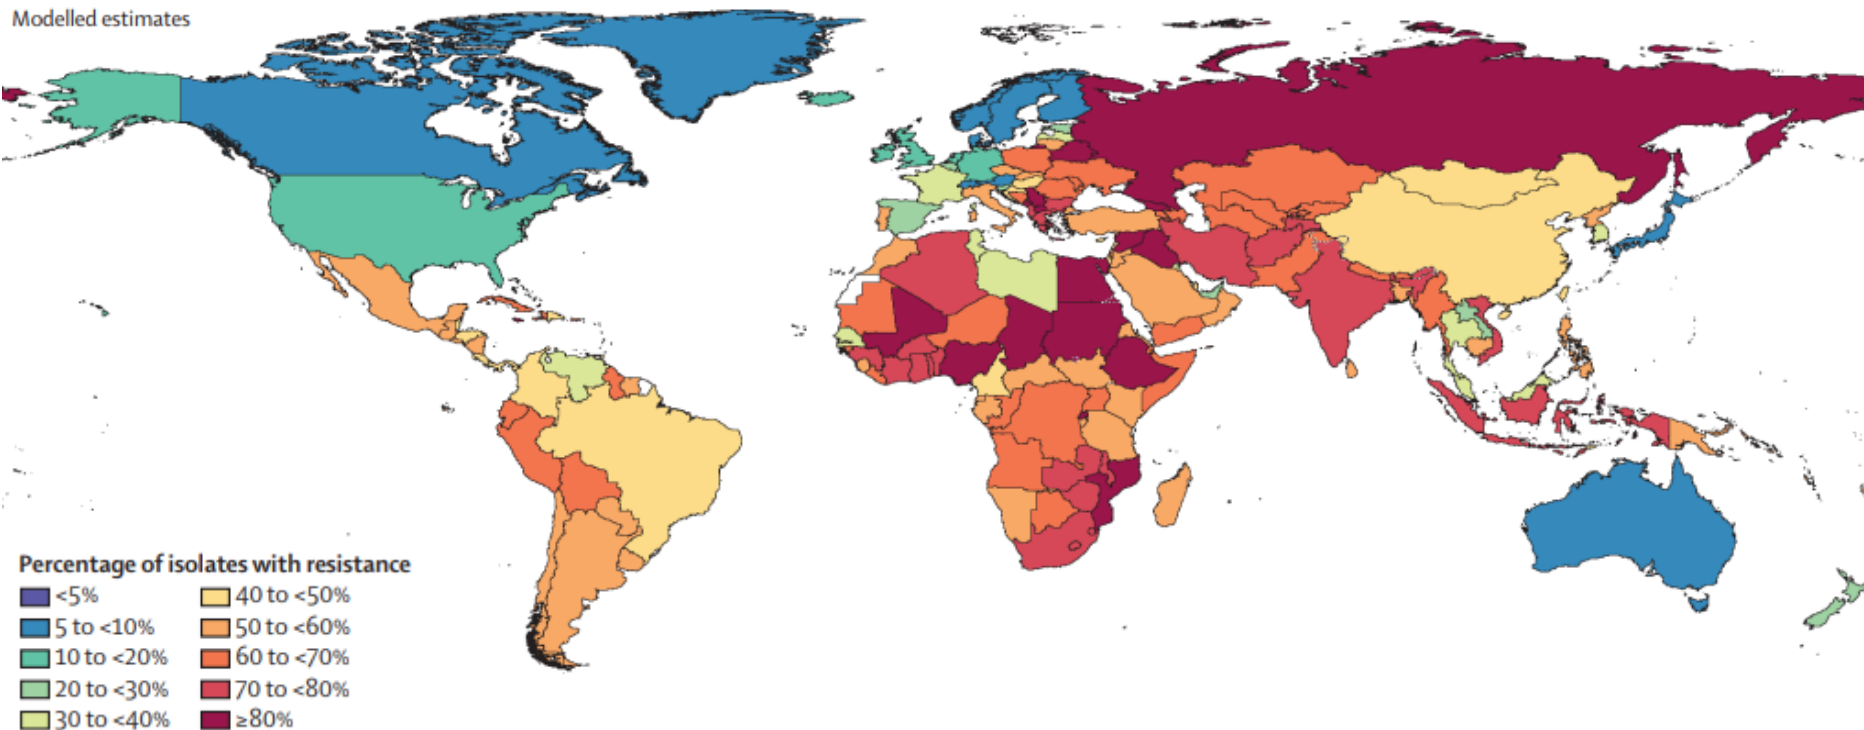 Modelled estimates
Percentage of isolates with resistance
<5%
5 to <10%
10 to <20%
20 to <30%
30 to <40%
40 to <50%
50 to <60%
60 to <70%
70 to <80%
≥80%